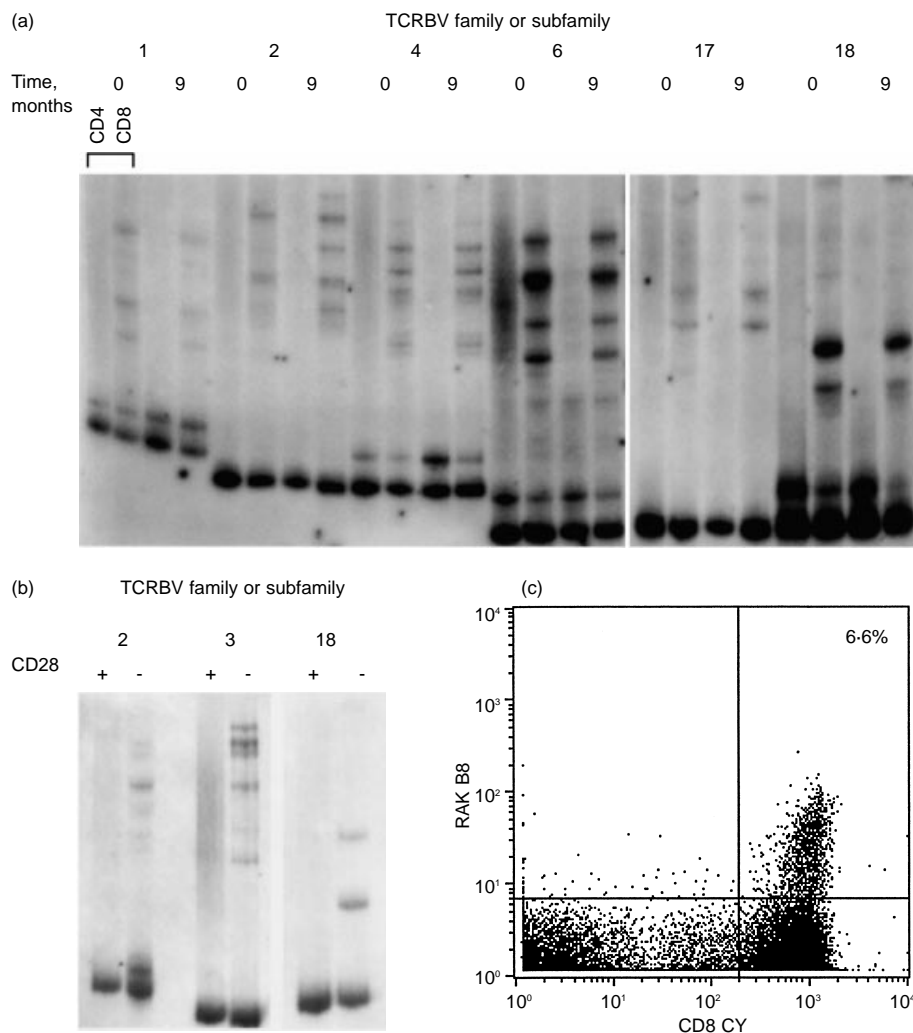 (a)
TCRBV family or subfamily
1 2 4 6 17 18
Time, months 0 9 0 9 0 9 0 9 0 9 0 9
CD4 CD8
(b)
TCRBV family or subfamily
2 3 18
CD28 + - + - + -
(c)
6·6%
10⁴
10³
10²
10¹
10⁰
RAK B8
10⁰ 10¹ 10² 10³ 10⁴
CD8 CY